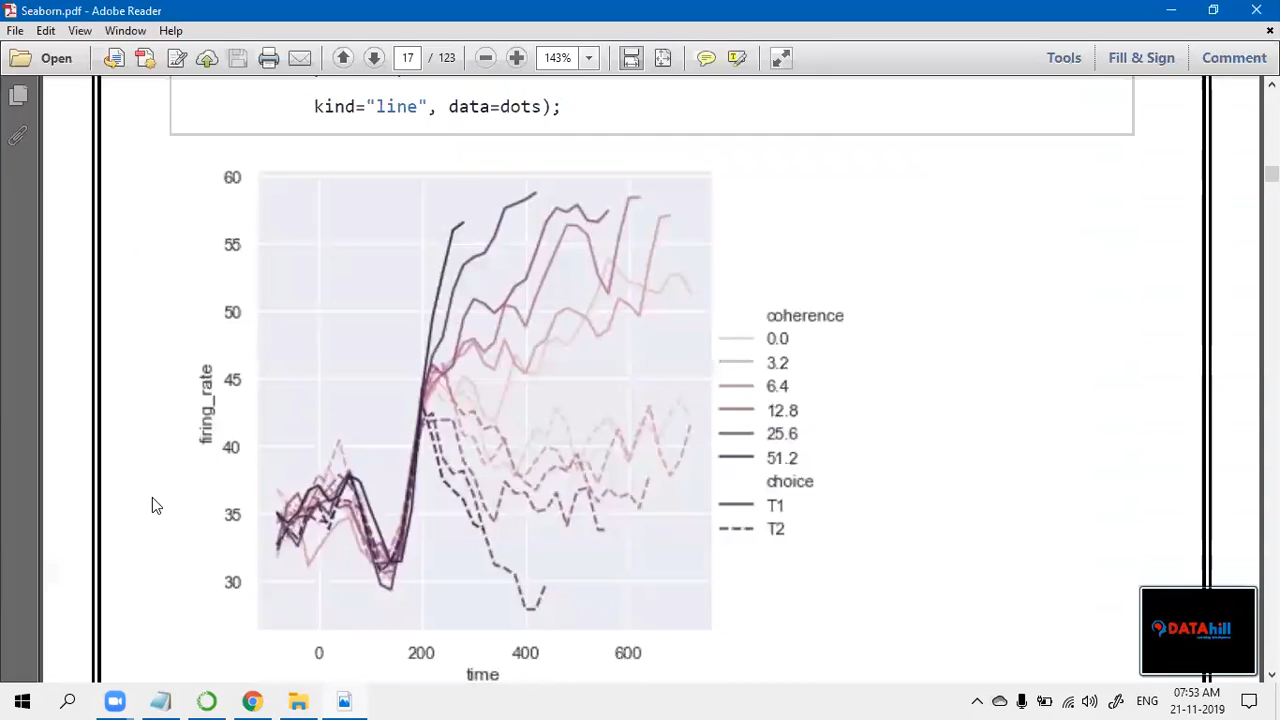 Seaborn.pdf - Adobe Reader
File Edit View Window Help
Open 17 / 123 143% Tools Fill & Sign Comment
kind="line", data=dots);
60
55
50
45
40
35
30
firing_rate
0 200 400 600
time
coherence
0.0
3.2
6.4
12.8
25.6
51.2
choice
T1
T2
DATAhill
ENG
07:53 AM
21-11-2019